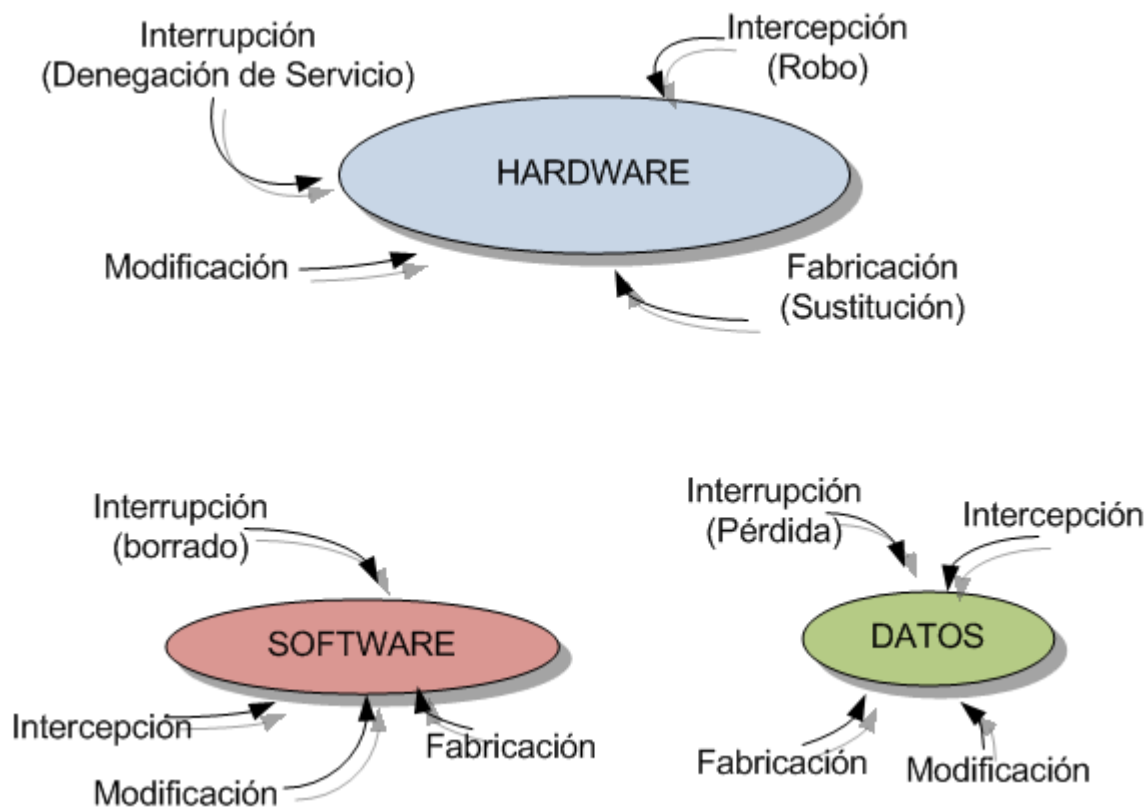 Interrupción
(Denegación de Servicio)
Intercepción
(Robo)
HARDWARE
Modificación
Fabricación
(Sustitución)
Interrupción
(borrado)
SOFTWARE
Intercepción
Modificación
Fabricación
Interrupción
(Pérdida)
Intercepción
DATOS
Fabricación
Modificación